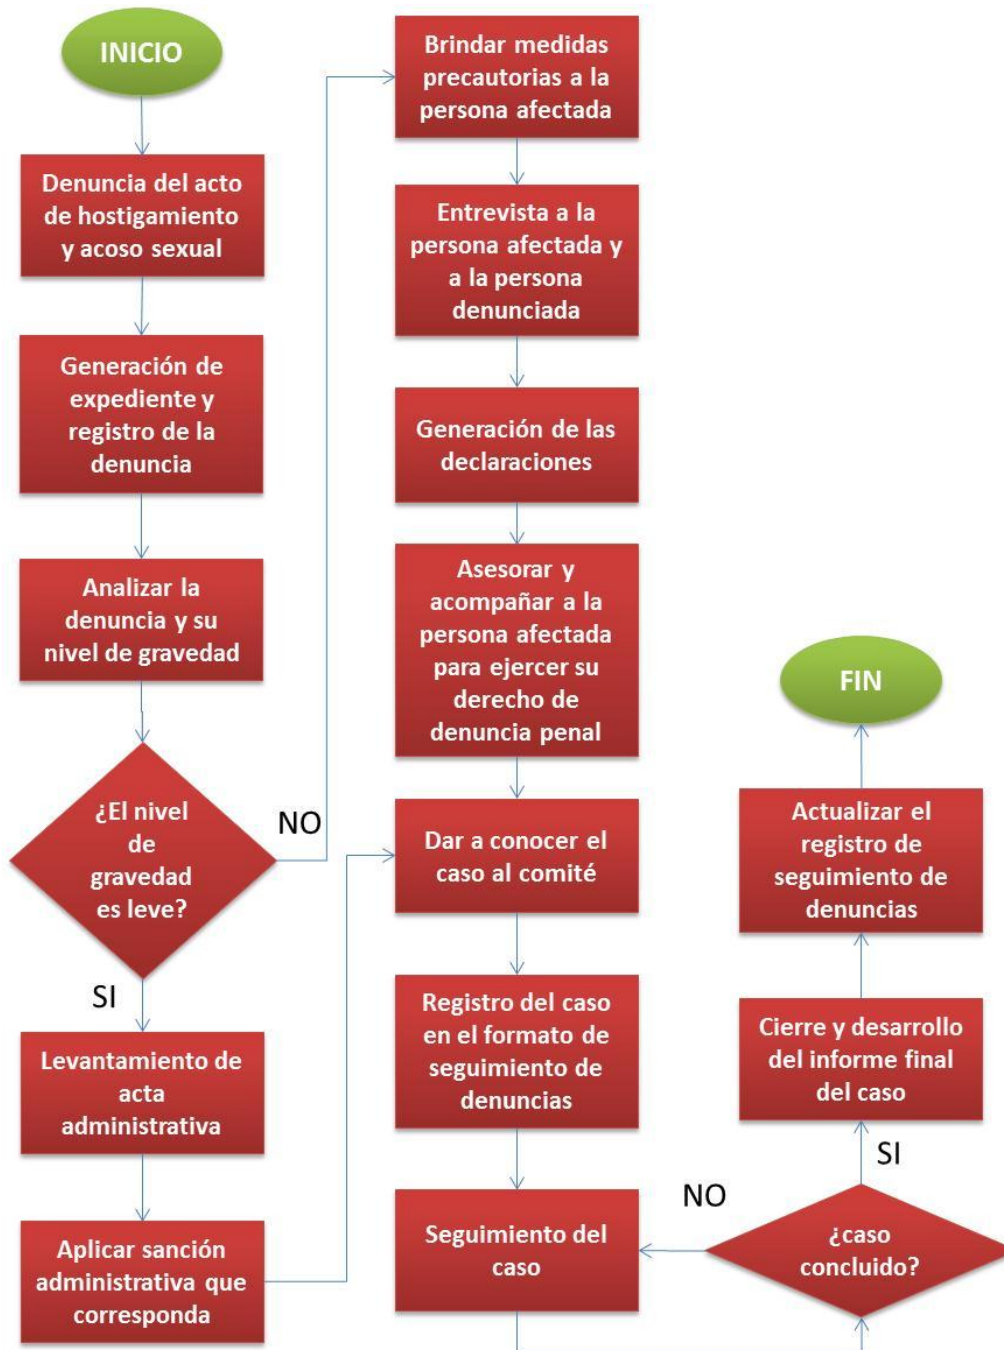 INICIO
Denuncia del acto
de hostigamiento
y acoso sexual
Generación de
expediente y
registro de la
denuncia
Analizar la
denuncia y su
nivel de gravedad
¿El nivel
de
gravedad
es leve?
NO
SI
Levantamiento de
acta
administrativa
Aplicar sanción
administrativa que
corresponda
Brindar medidas
precautorias a la
persona afectada
Entrevista a la
persona afectada y
a la persona
denunciada
Generación de las
declaraciones
Asesorar y
acompañar a la
persona afectada
para ejercer su
derecho de
denuncia penal
Dar a conocer el
caso al comité
Registro del caso
en el formato de
seguimiento de
denuncias
Seguimiento del
caso
NO
¿caso
concluido?
SI
Cierre y desarrollo
del informe final
del caso
Actualizar el
registro de
seguimiento de
denuncias
FIN